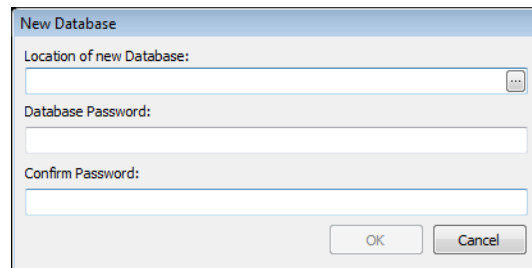 New Database
Location of new Database:
...
Database Password:
Confirm Password:
OK Cancel